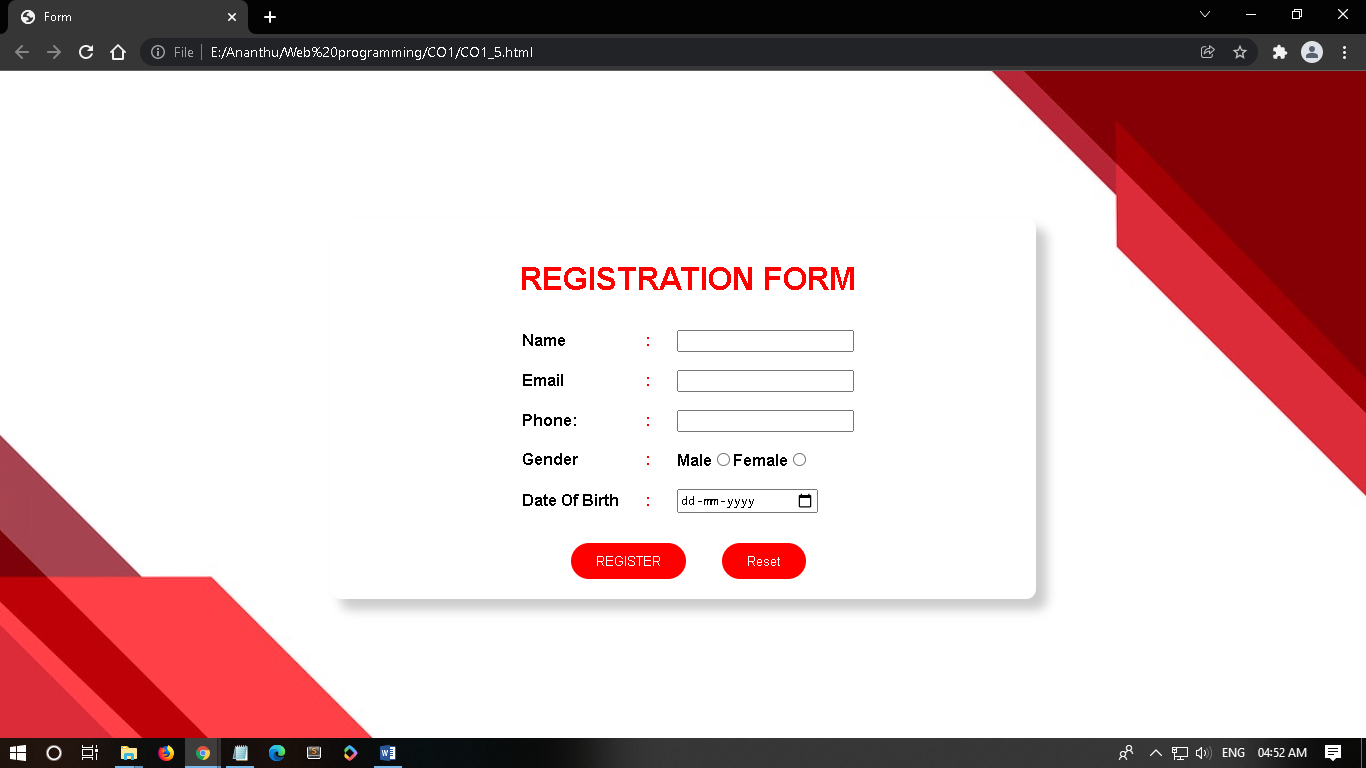 Form
File E:/Ananthu/Web%20programming/CO1/CO1_5.html
REGISTRATION FORM
Name :
Email :
Phone: :
Gender : Male Female
Date Of Birth : dd-mm-yyyy
REGISTER Reset
ENG 04:52 AM